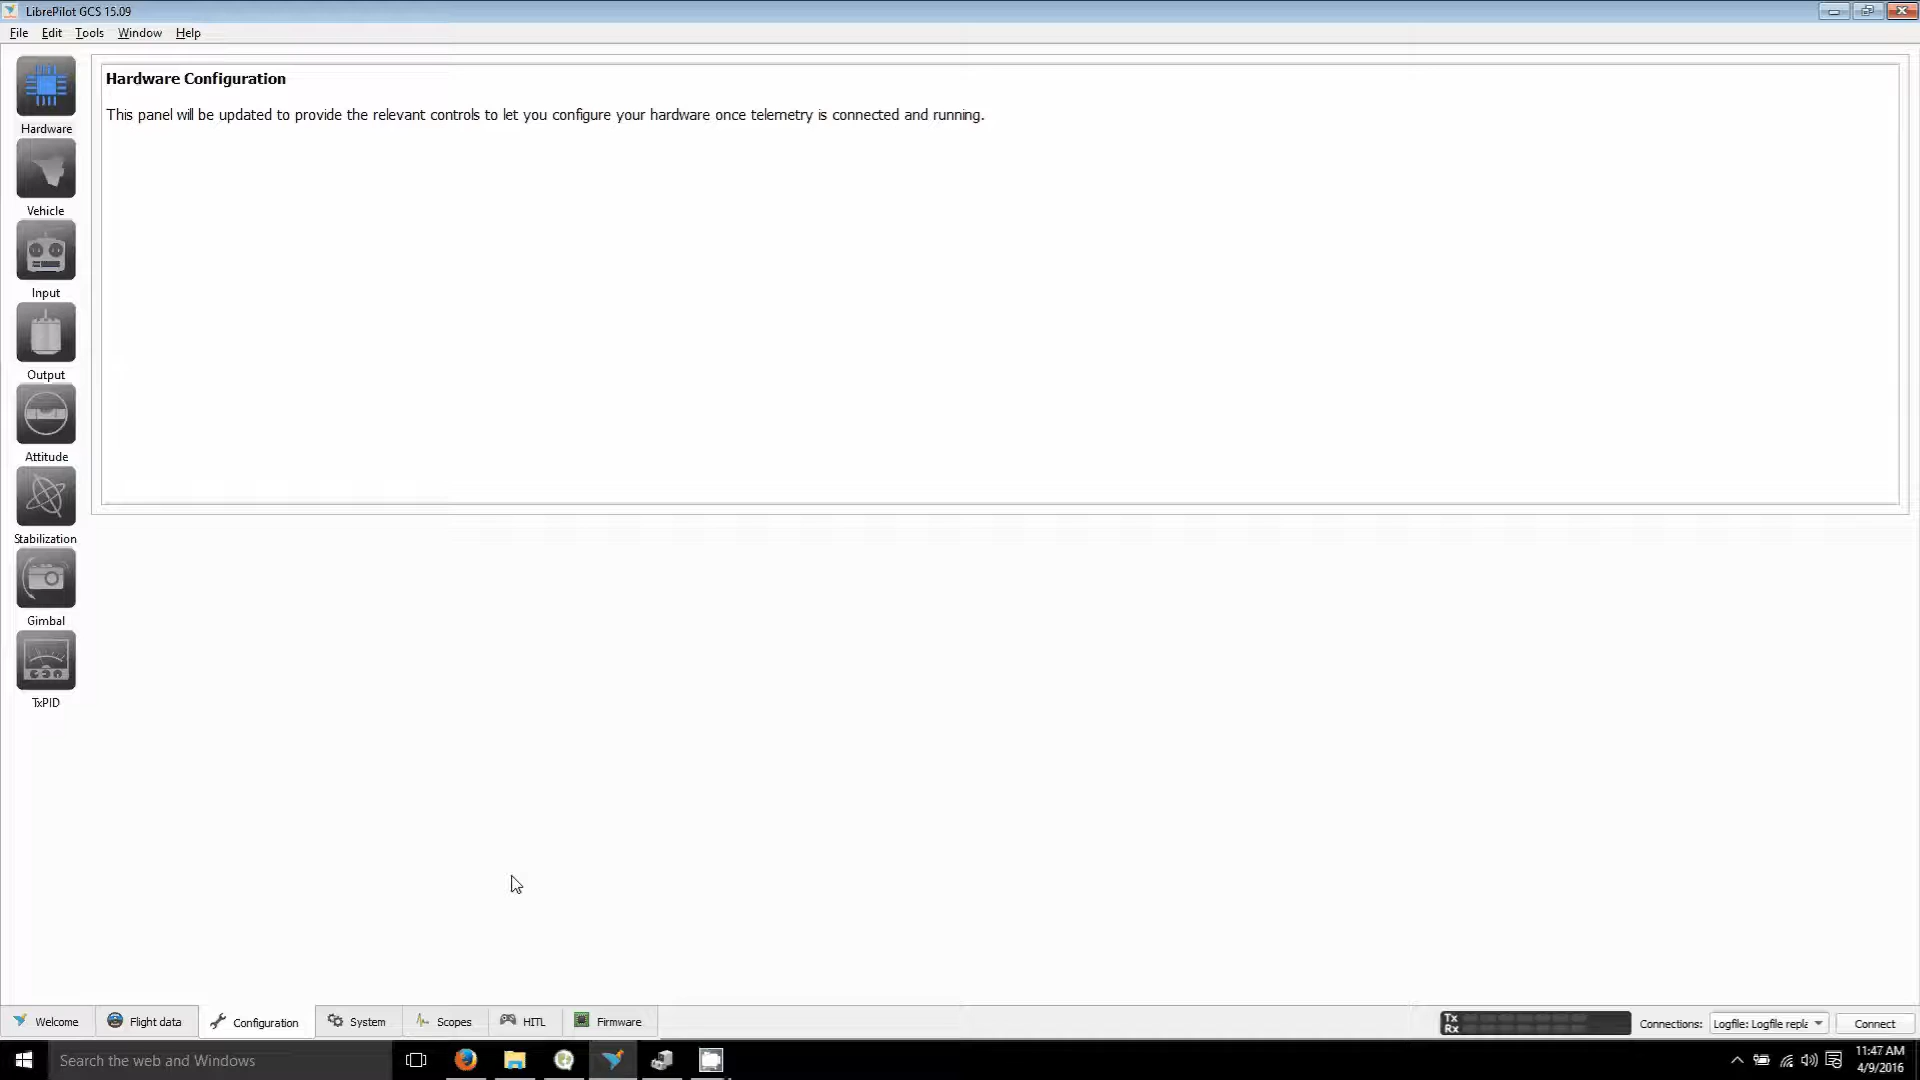 LibrePilot GCS 15.09
File Edit Tools Window Help
Hardware Configuration
This panel will be updated to provide the relevant controls to let you configure your hardware once telemetry is connected and running.
Hardware
Vehicle
Input
Output
Attitude
Stabilization
Gimbal
TxPID
Welcome Flight data Configuration System Scopes HITL Firmware
Tx
Rx
Connections: Logfile: Logfile repla Connect
Search the web and Windows
11:47 AM
4/9/2016